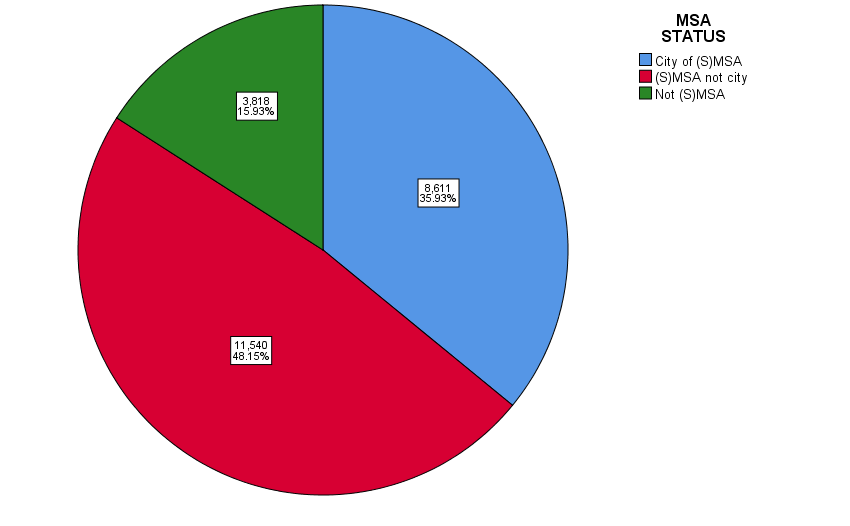 MSA
STATUS
City of (S)MSA
(S)MSA not city
Not (S)MSA
3,818
15.93%
8,611
35.93%
11,540
48.15%